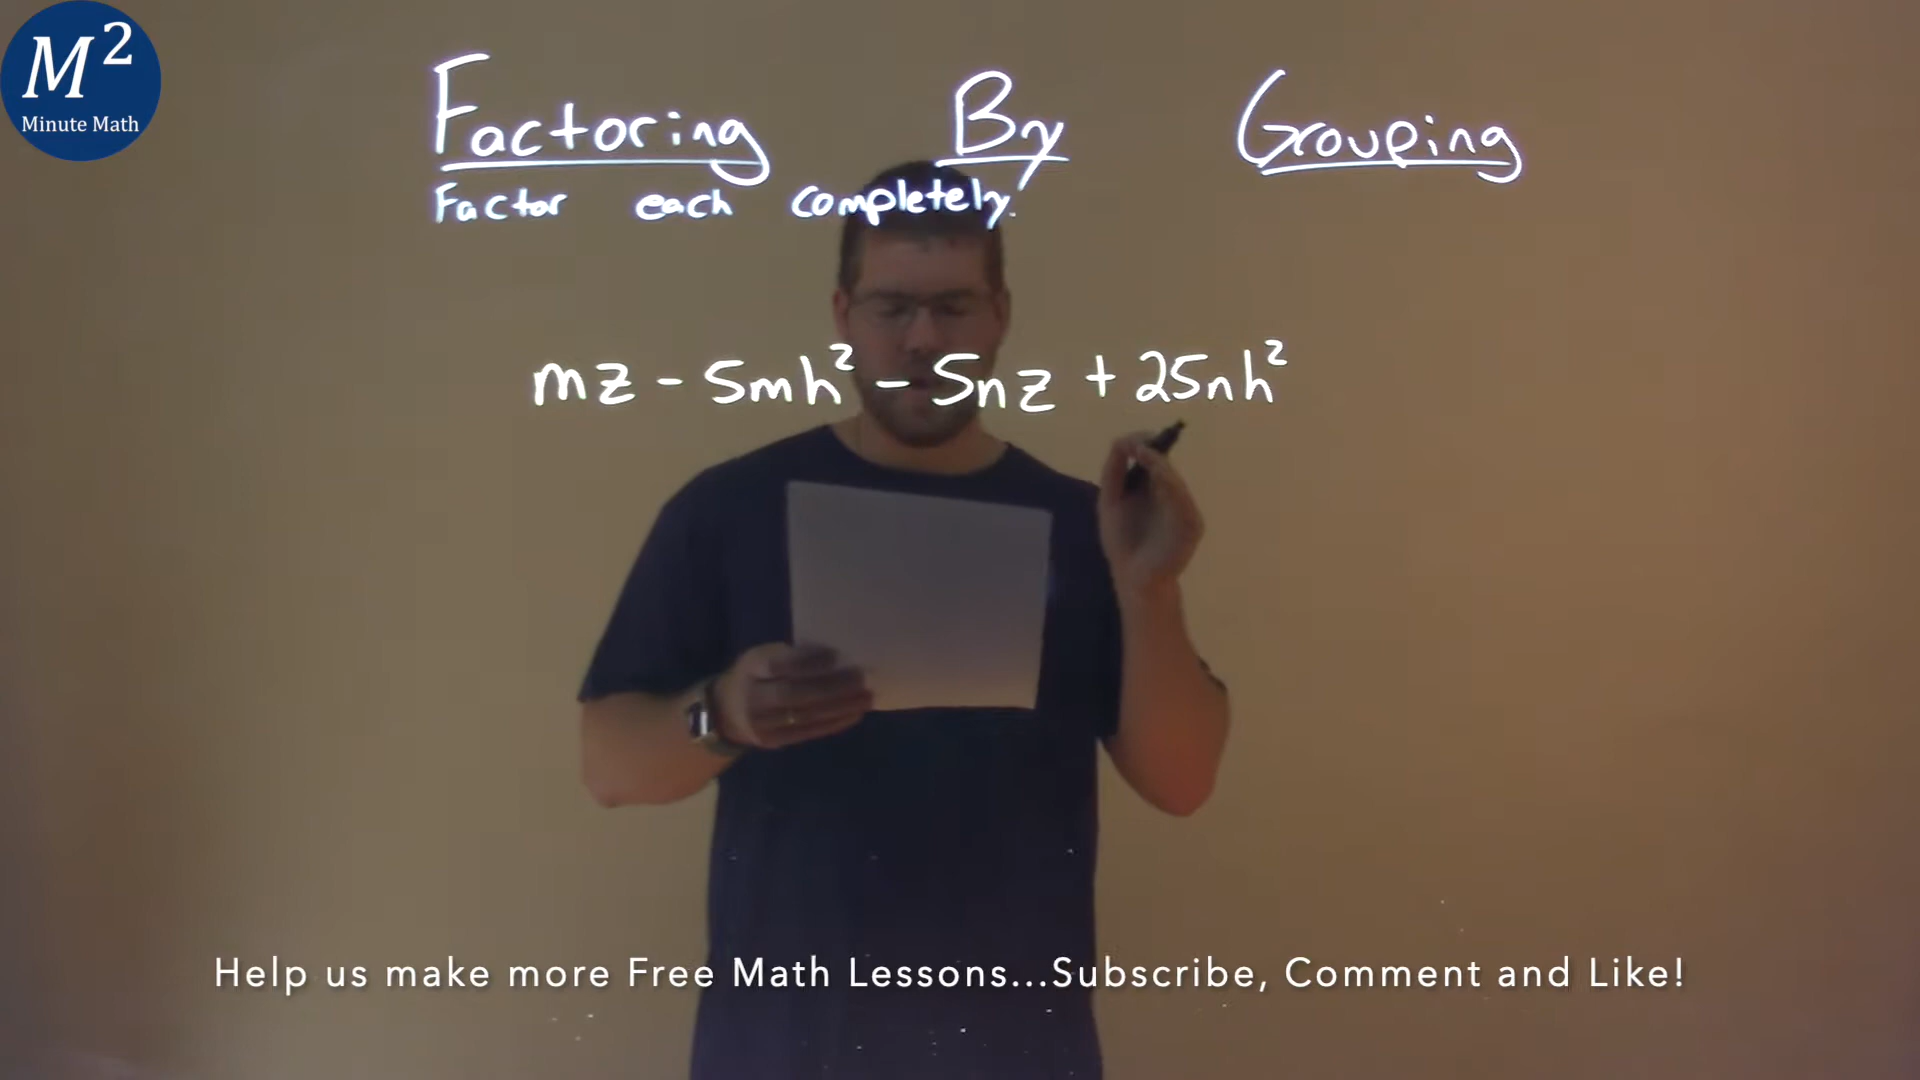 M²
Minute Math
Factoring By Grouping
Factor each completely.
mz - 5mh² - 5nz + 25nh²
Help us make more Free Math Lessons...Subscribe, Comment and Like!